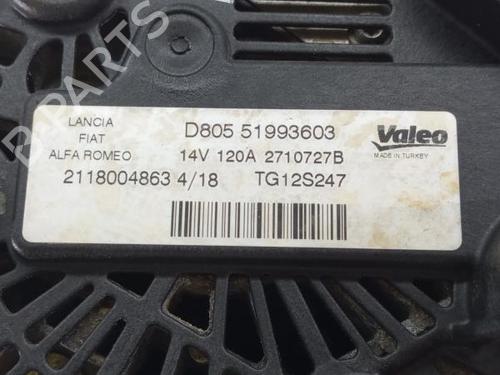 LANCIA
FIAT
ALFA ROMEO
D805 51993603
14V 120A 2710727B
2118004863 4/18 TG12S247
Valeo
MADE IN TURKEY
B-PARTS